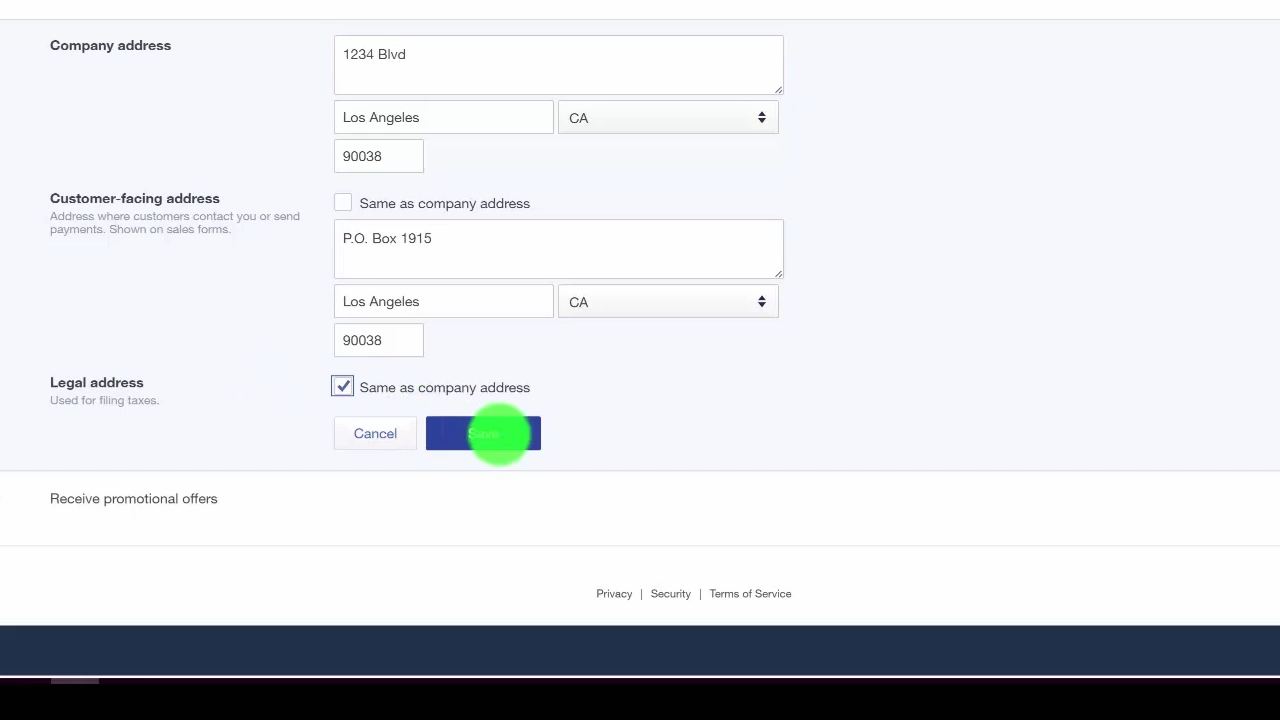 Company address
1234 Blvd
Los Angeles
CA
90038
Customer-facing address
Address where customers contact you or send
payments. Shown on sales forms.
Same as company address
P.O. Box 1915
Los Angeles
CA
90038
Legal address
Used for filing taxes.
Same as company address
Cancel
Save
Receive promotional offers
Privacy | Security | Terms of Service